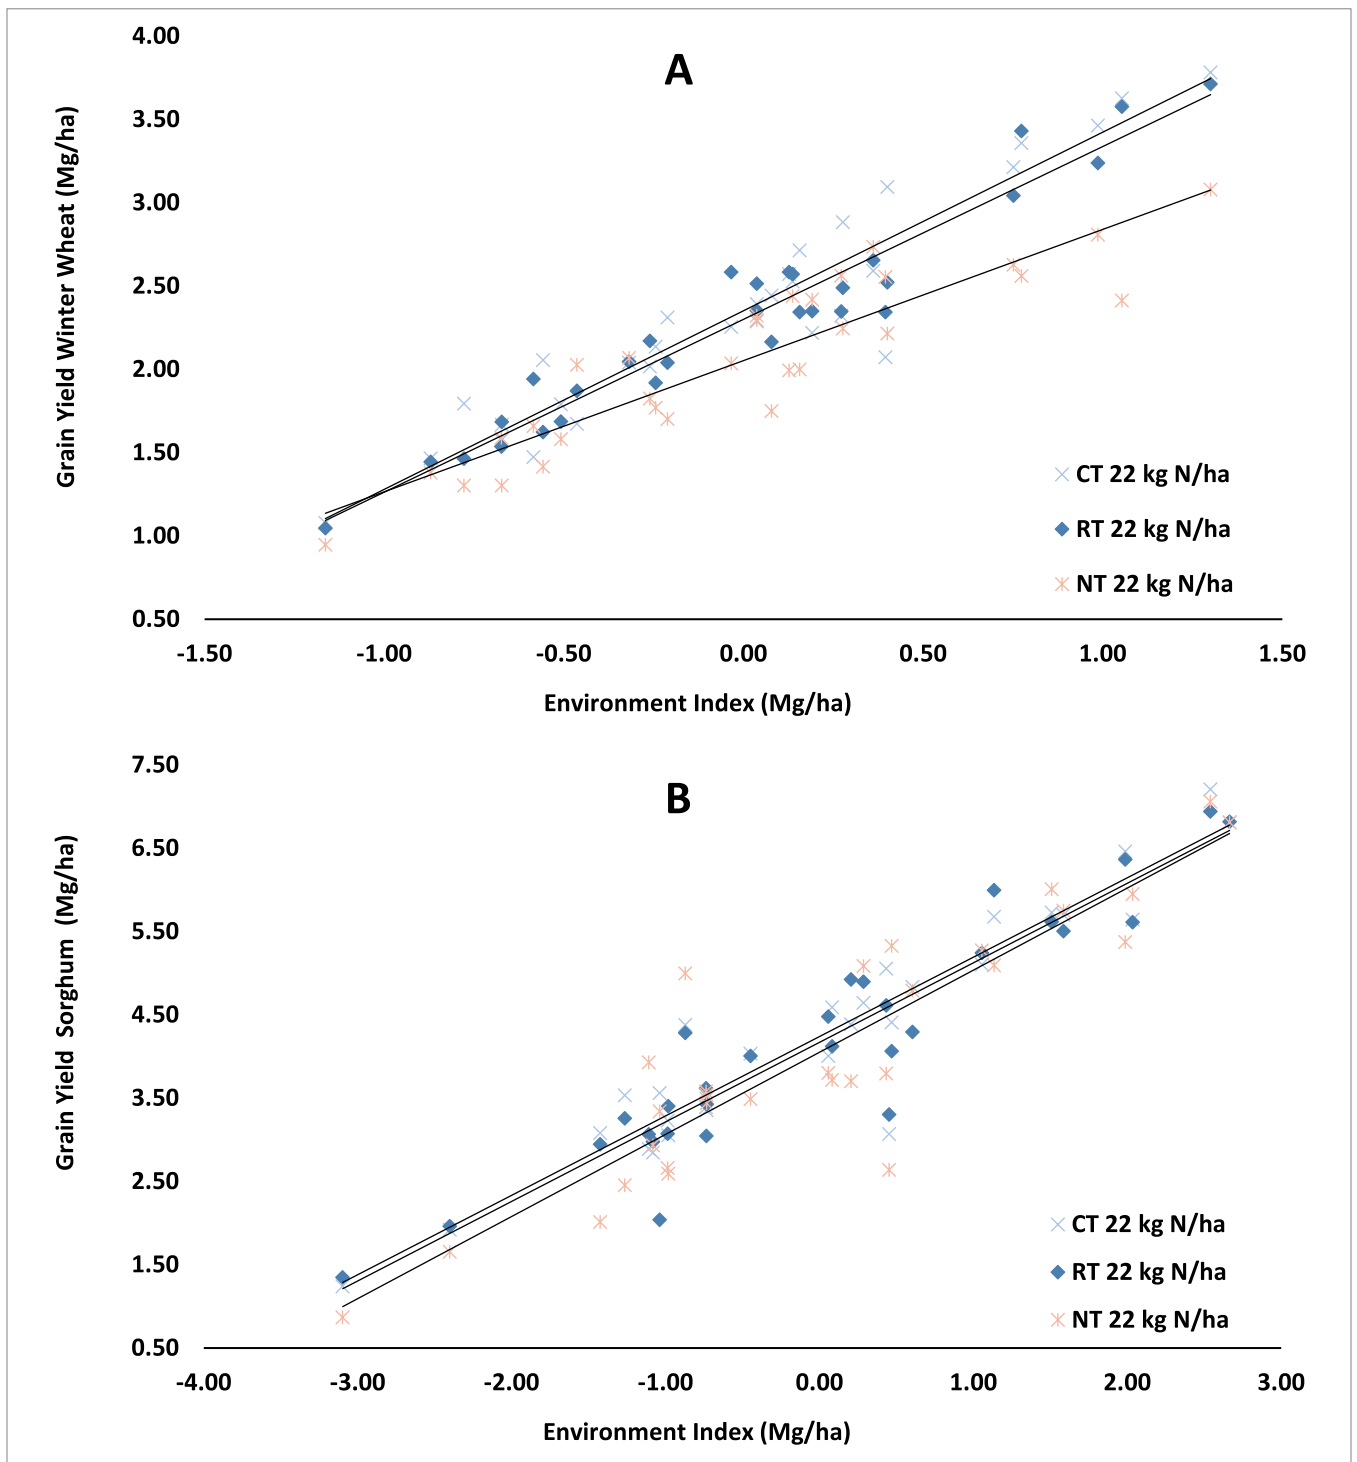 A
4.00
3.50
3.00
2.50
2.00
1.50
1.00
0.50
Grain Yield Winter Wheat (Mg/ha)
CT 22 kg N/ha
RT 22 kg N/ha
NT 22 kg N/ha
-1.50 -1.00 -0.50 0.00 0.50 1.00 1.50
Environment Index (Mg/ha)
B
7.50
6.50
5.50
4.50
3.50
2.50
1.50
0.50
Grain Yield Sorghum (Mg/ha)
CT 22 kg N/ha
RT 22 kg N/ha
NT 22 kg N/ha
-4.00 -3.00 -2.00 -1.00 0.00 1.00 2.00 3.00
Environment Index (Mg/ha)